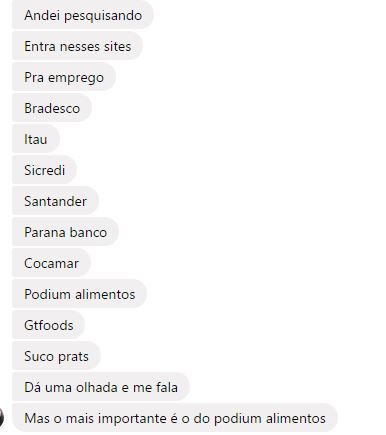 Andei pesquisando
Entra nesses sites
Pra emprego
Bradesco
Itau
Sicredi
Santander
Parana banco
Cocamar
Podium alimentos
Gtfoods
Suco prats
Dá uma olhada e me fala
Mas o mais importante é o do podium alimentos